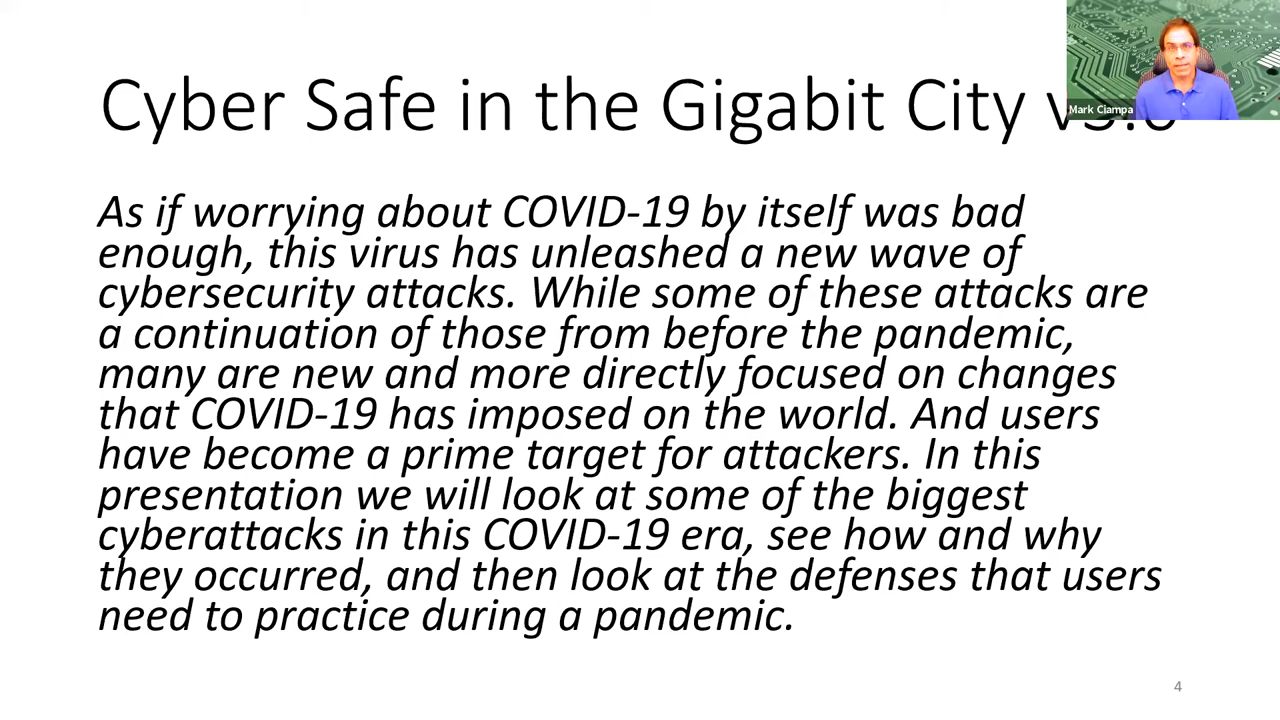 Cyber Safe in the Gigabit City
Mark Ciampa
As if worrying about COVID-19 by itself was bad
enough, this virus has unleashed a new wave of
cybersecurity attacks. While some of these attacks are
a continuation of those from before the pandemic,
many are new and more directly focused on changes
that COVID-19 has imposed on the world. And users
have become a prime target for attackers. In this
presentation we will look at some of the biggest
cyberattacks in this COVID-19 era, see how and why
they occurred, and then look at the defenses that users
need to practice during a pandemic.
4